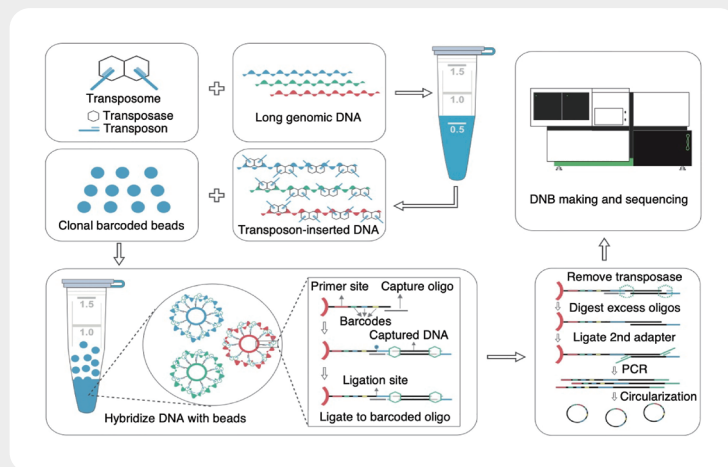 Transposome
Transposase
Transposon
Long genomic DNA
1.5
1.0
0.5
Clonal barcoded beads
Transposon-inserted DNA
DNB making and sequencing
1.5
1.0
Hybridize DNA with beads
Primer site
Capture oligo
Barcodes
Captured DNA
Ligation site
Ligate to barcoded oligo
Remove transposase
Digest excess oligos
Ligate 2nd adapter
PCR
Circularization